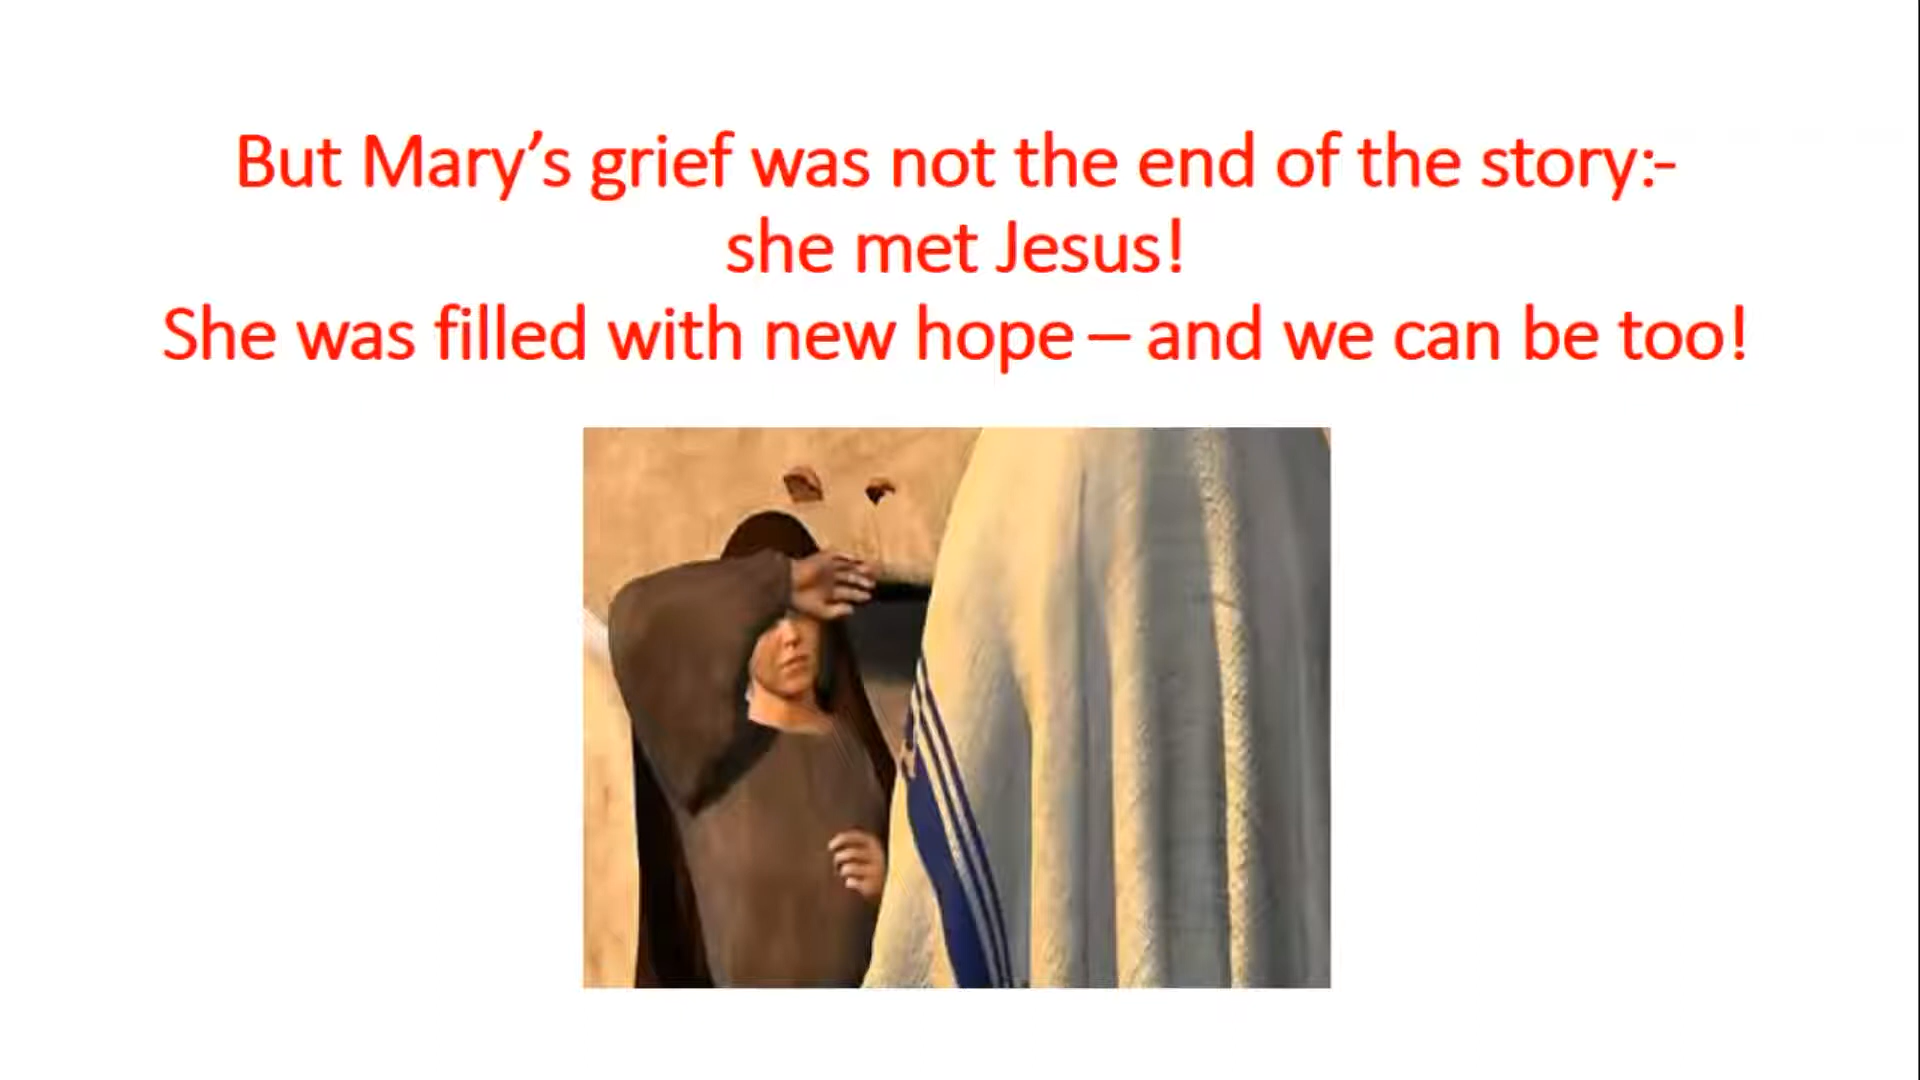 But Mary’s grief was not the end of the story:-
she met Jesus!
She was filled with new hope – and we can be too!